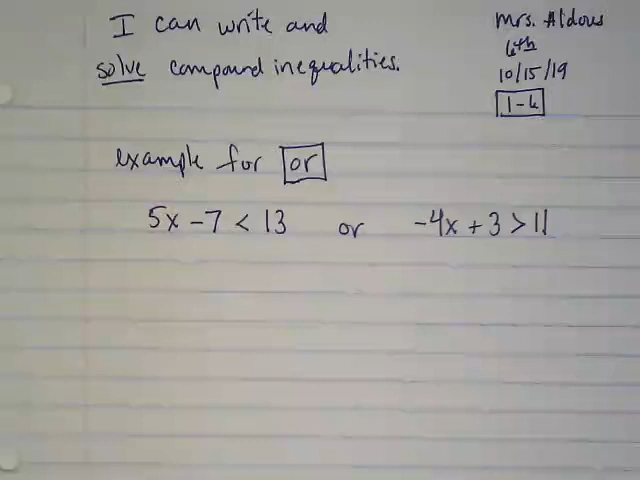 I can write and
solve compound inequalities.
Mrs. Aldous
6th
10/15/19
1-6
example for or
5x - 7 < 13 or -4x + 3 > 11